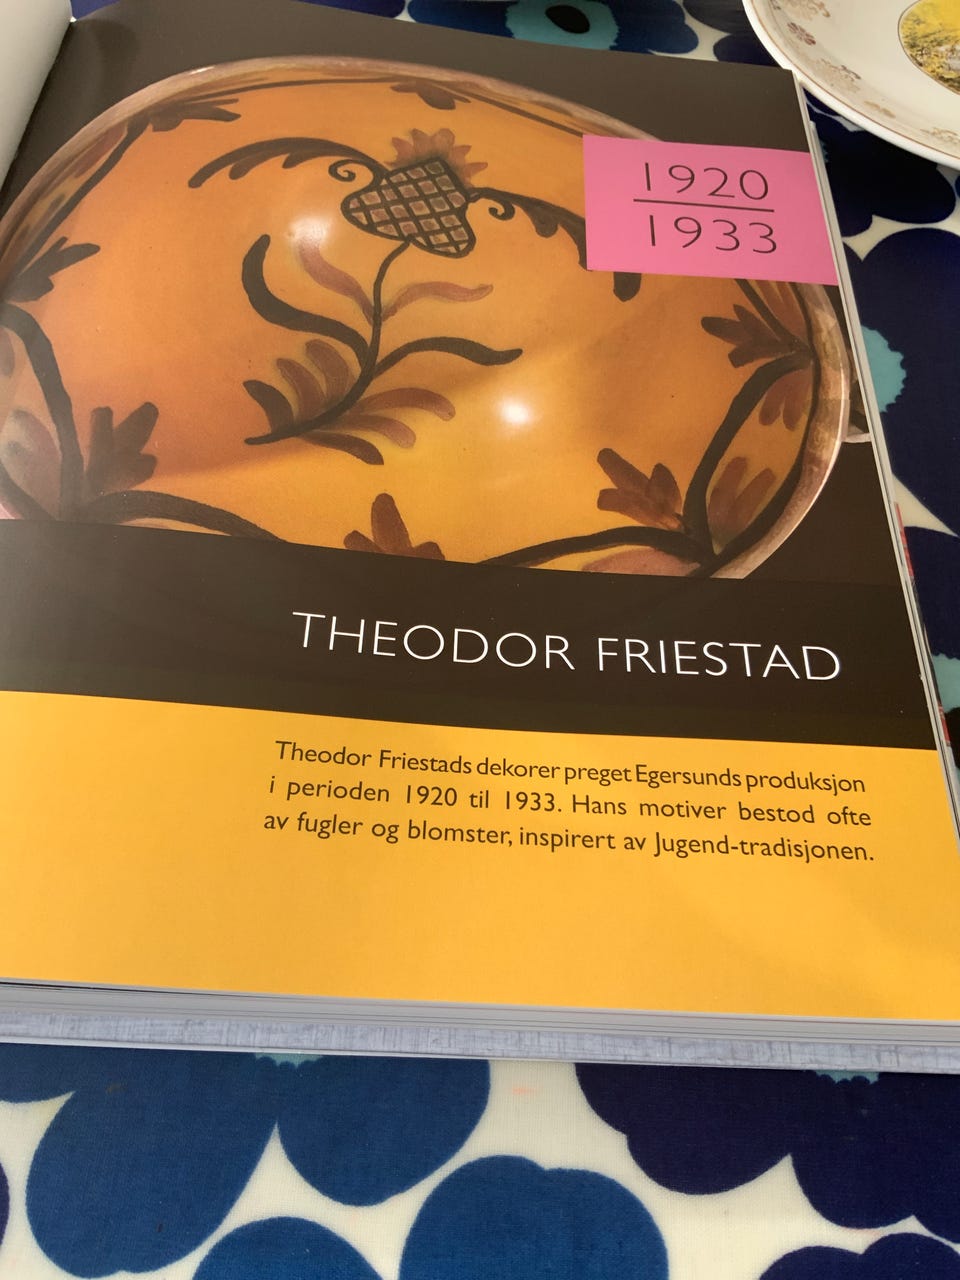 1920
1933
THEODOR FRIESTAD
Theodor Friestads dekorer preget Egersunds produksjon
i perioden 1920 til 1933. Hans motiver bestod ofte
av fugler og blomster, inspirert av Jugend-tradisjonen.